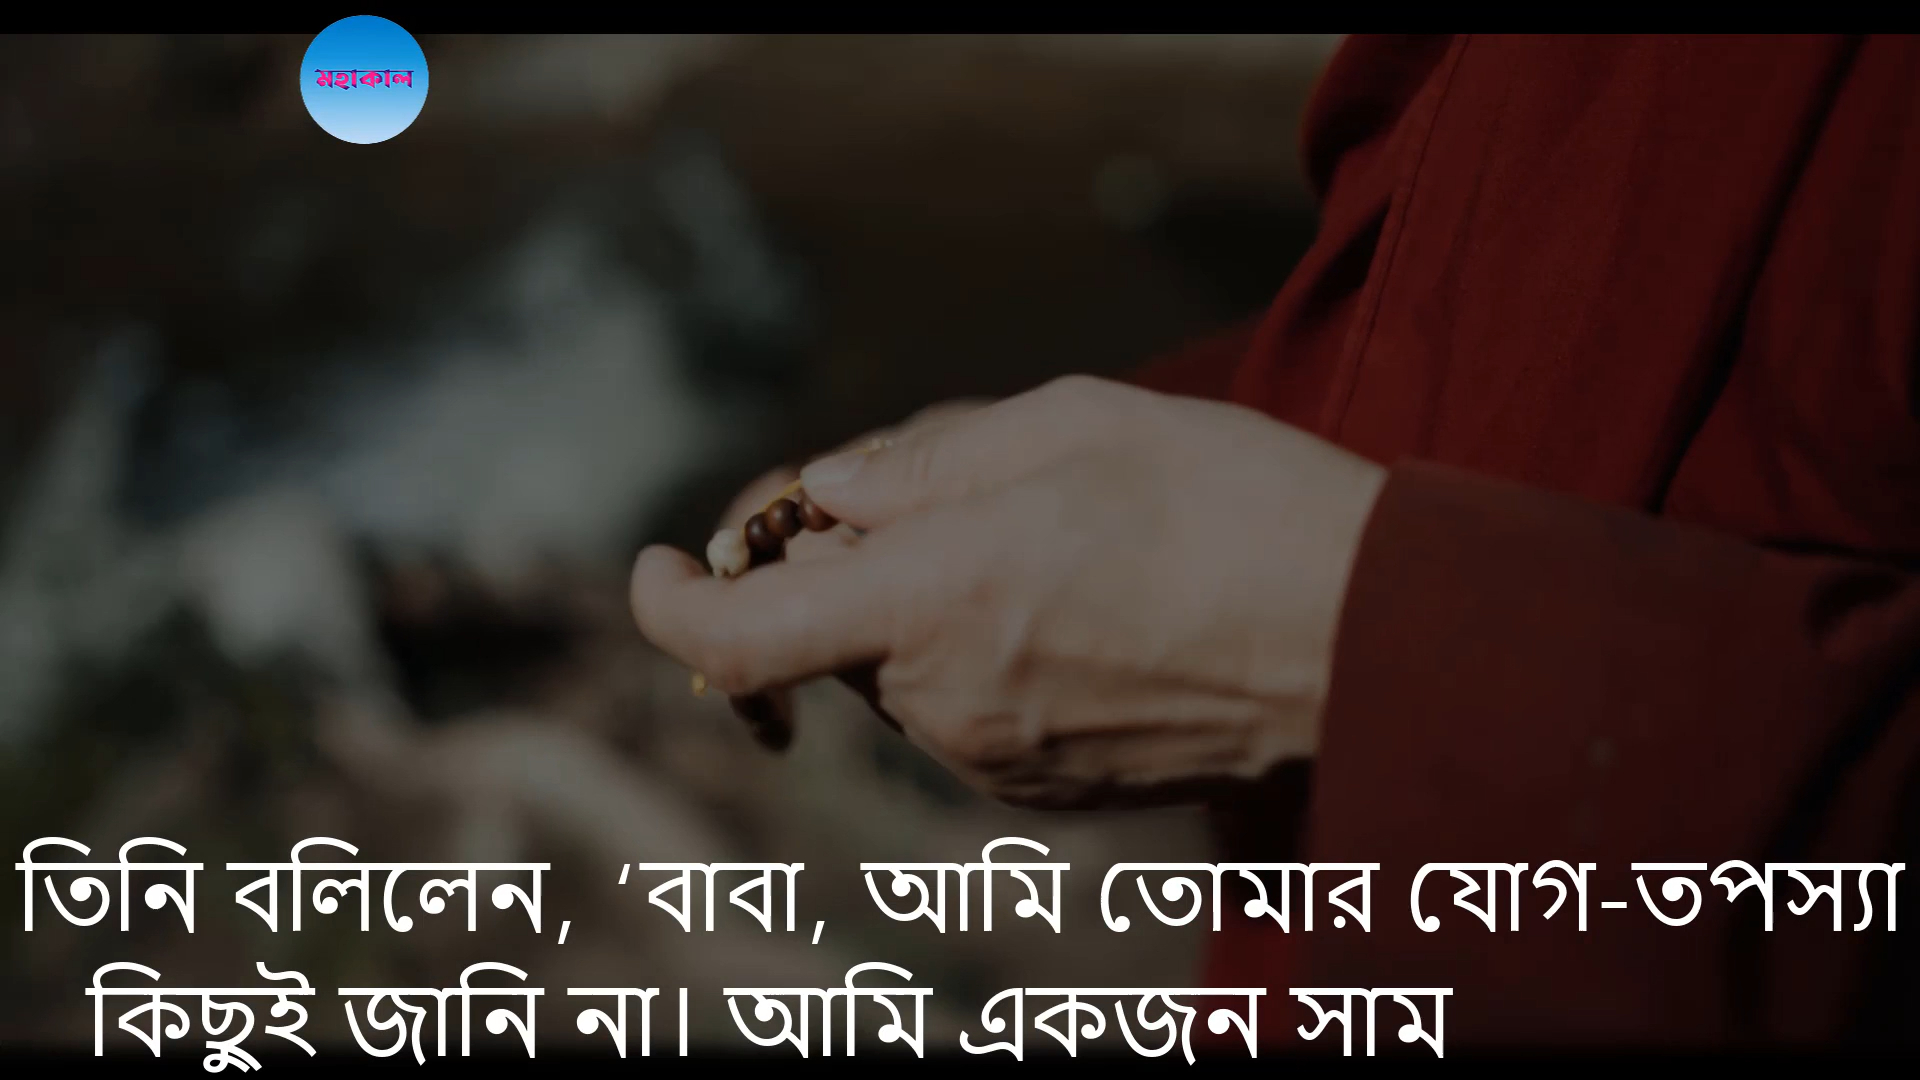 মহাকাল
তিনি বলিলেন, ‘বাবা, আমি তোমার যোগ-তপস্যা
কিছুই জানি না। আমি একজন সাম